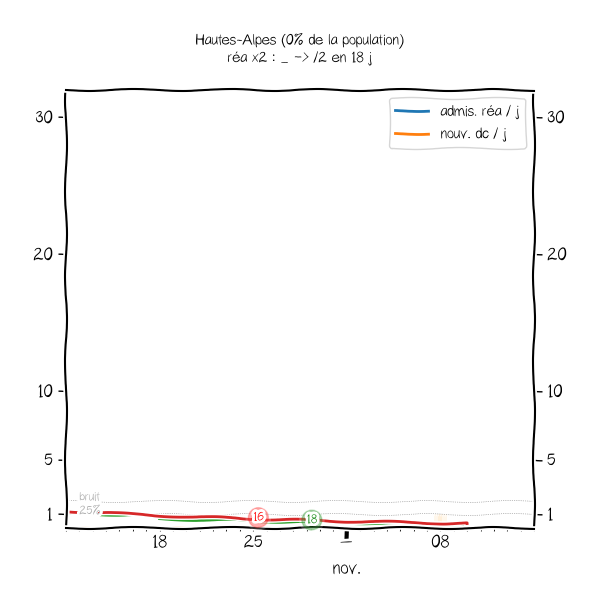 Hautes-Alpes (0% de la population)
réa x2 : _ -> /2 en 18 j
30
30
admis. réa / j
nouv. dc / j
20
20
10
10
5
5
bruit
25%
1
1
16
18
18
25
1
08
nov.